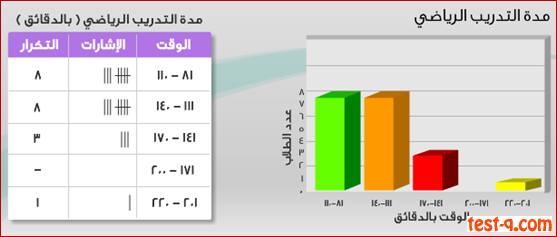 مدة التدريب الرياضي
٨
٧
٦
٥
٤
٣
٢
١
٠
عدد الطلاب
٨١-١١٠
١١١-١٤٠
١٤١-١٧٠
١٧١-٢٠٠
٢٠١-٢٢٠
الوقت بالدقائق
مدة التدريب الرياضي ( بالدقائق )
الوقت الإشارات التكرار
٨١ – ١١٠ ٨
١١١ – ١٤٠ ٨
١٤١ – ١٧٠ ٣
١٧١ – ٢٠٠ -
٢٠١ – ٢٢٠ ١
test-q.com